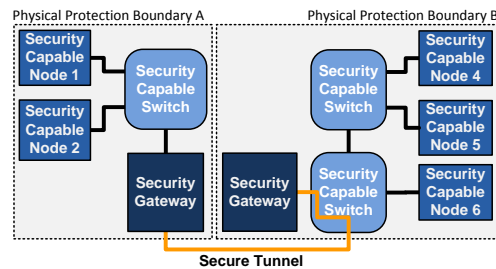 Physical Protection Boundary A
Physical Protection Boundary B
Security
Capable
Node 1
Security
Capable
Node 2
Security
Capable
Switch
Security
Gateway
Security
Capable
Switch
Security
Gateway
Security
Capable
Switch
Security
Capable
Node 4
Security
Capable
Node 5
Security
Capable
Node 6
Secure Tunnel